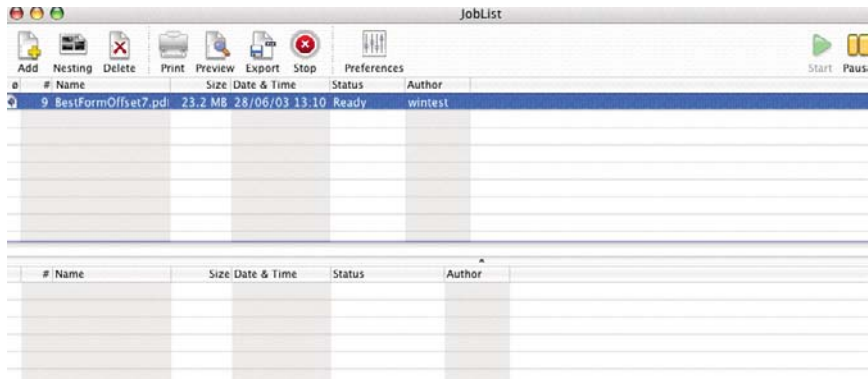 JobList
Add Nesting Delete Print Preview Export Stop Preferences Start Paus
ø # Name Size Date & Time Status Author
9 BestFormOffset7.pd 23.2 MB 28/06/03 13:10 Ready wintest
# Name Size Date & Time Status Author